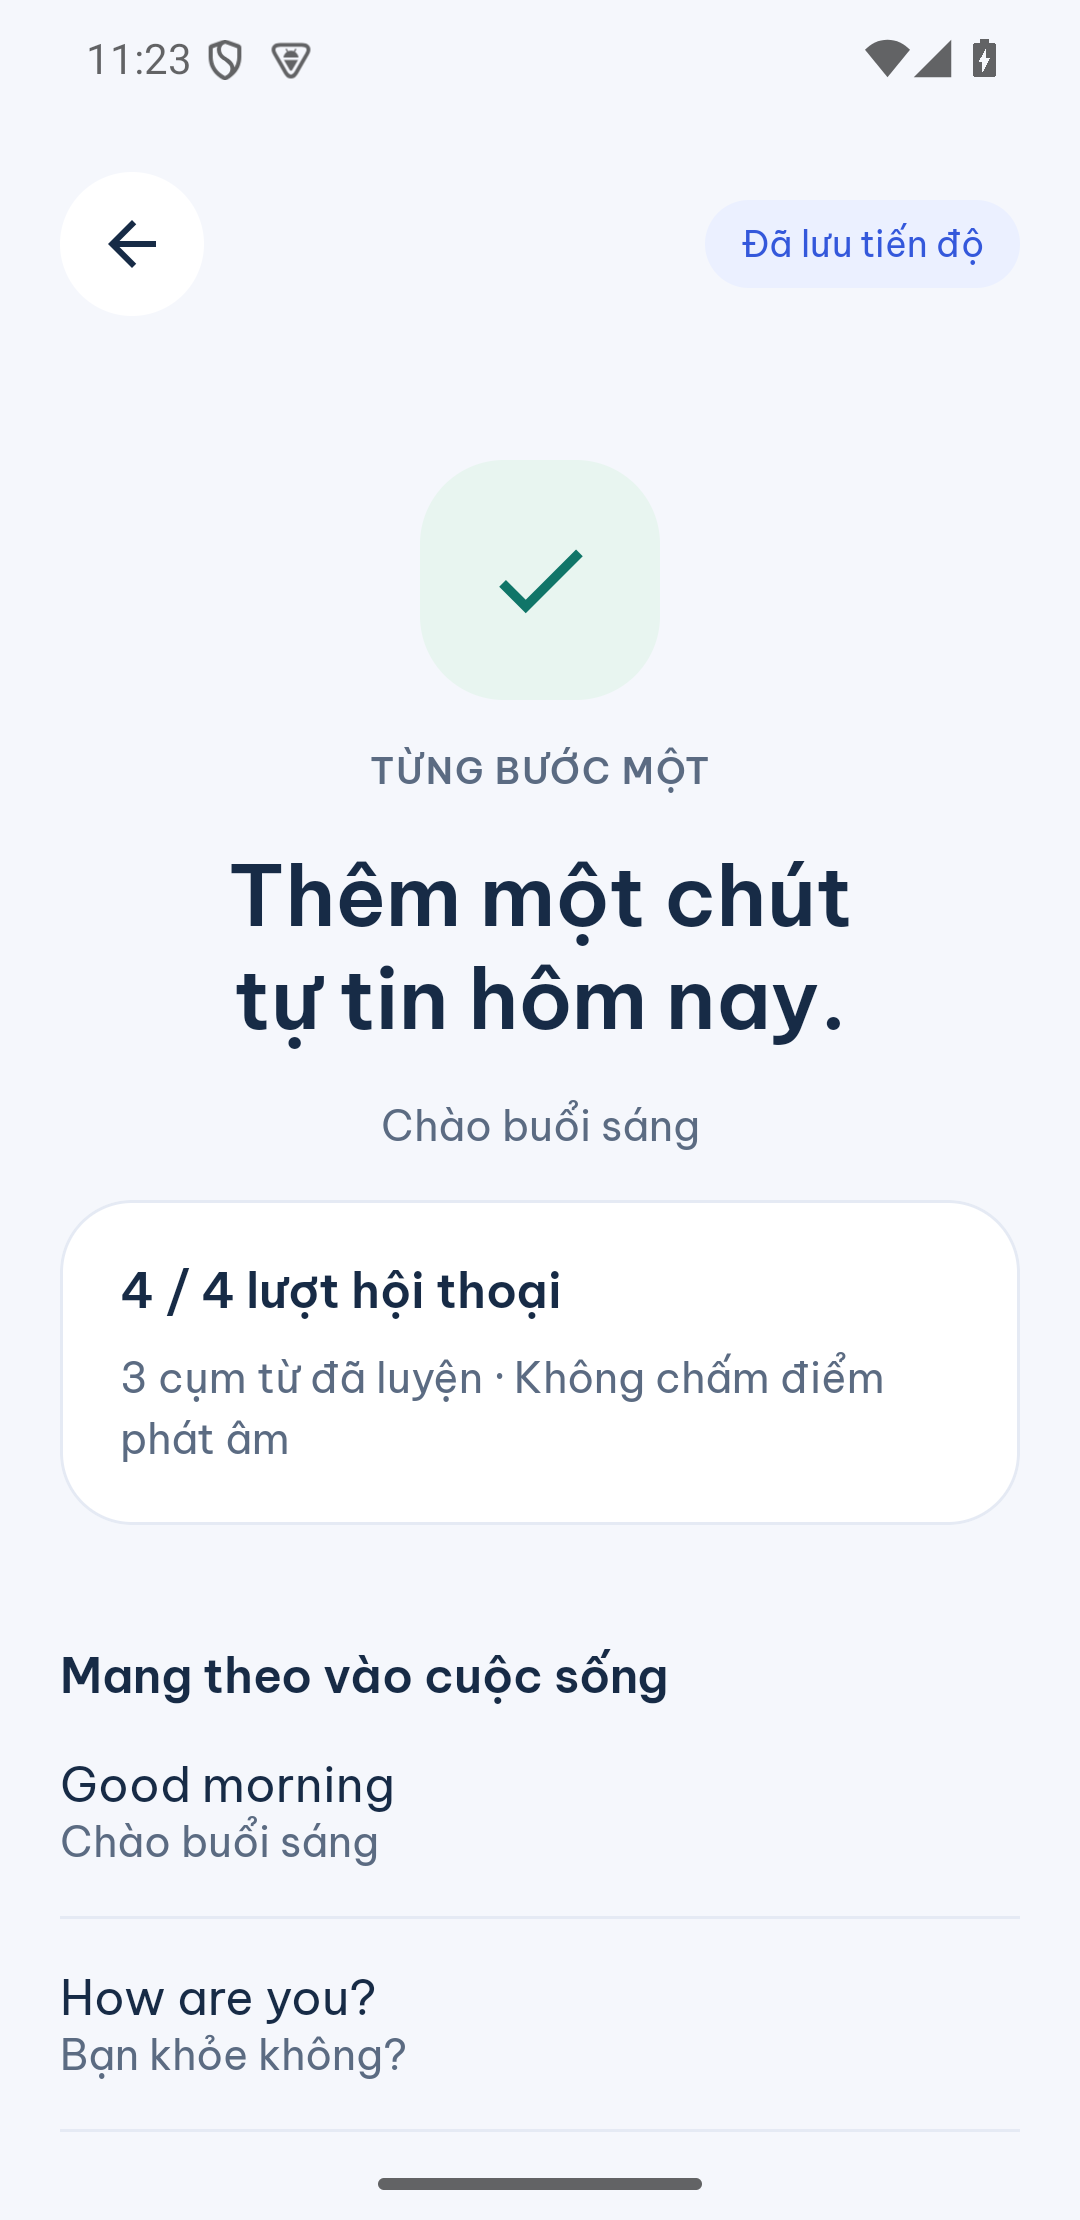 11:23
Đã lưu tiến độ
TỪNG BƯỚC MỘT
Thêm một chút
tự tin hôm nay.
Chào buổi sáng
4 / 4 lượt hội thoại
3 cụm từ đã luyện · Không chấm điểm
phát âm
Mang theo vào cuộc sống
Good morning
Chào buổi sáng
How are you?
Bạn khỏe không?